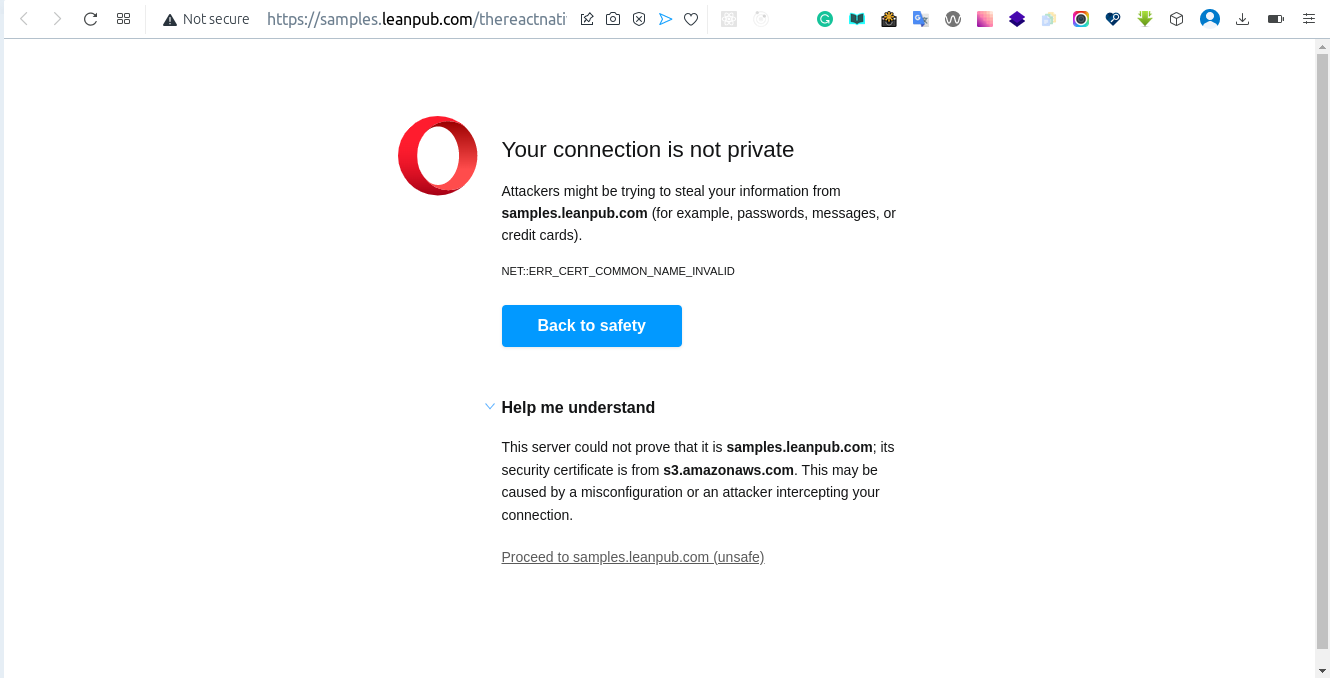 Not secure
https://samples.leanpub.com/thereactnati
Your connection is not private
Attackers might be trying to steal your information from
samples.leanpub.com (for example, passwords, messages, or
credit cards).
NET::ERR_CERT_COMMON_NAME_INVALID
Back to safety
Help me understand
This server could not prove that it is samples.leanpub.com; its
security certificate is from s3.amazonaws.com. This may be
caused by a misconfiguration or an attacker intercepting your
connection.
Proceed to samples.leanpub.com (unsafe)